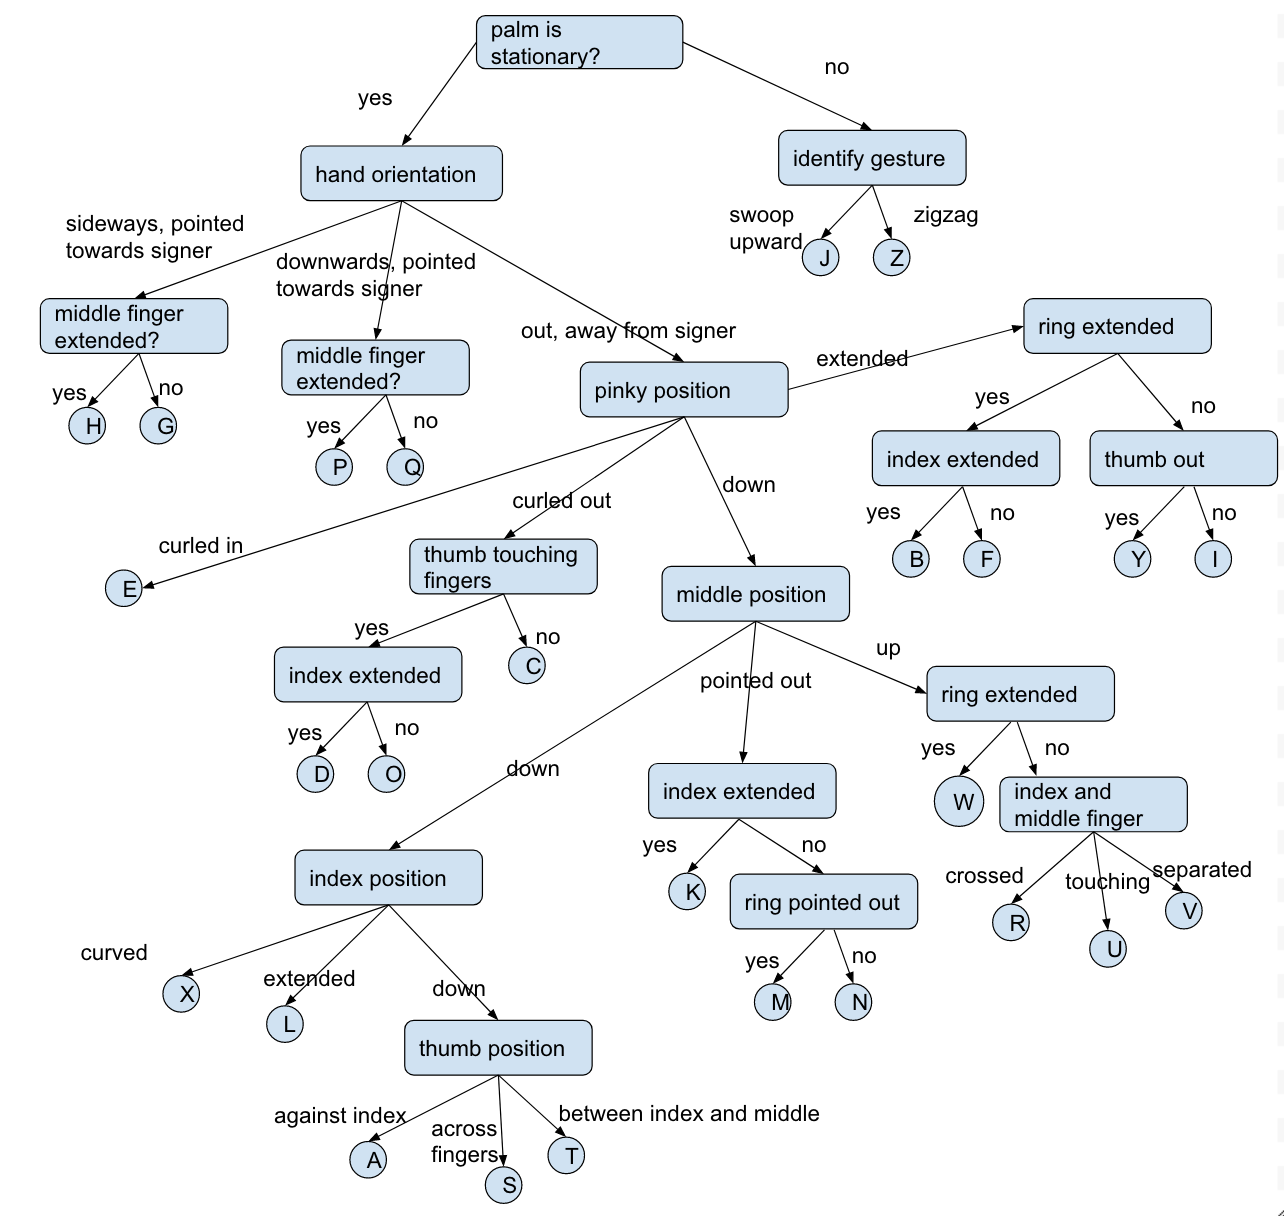 palm is
stationary?
no
yes
identify gesture
hand orientation
swoop
upward
zigzag
J
Z
sideways, pointed
towards signer
downwards, pointed
towards signer
out, away from signer
middle finger
extended?
yes
no
H
G
middle finger
extended?
yes
no
P
Q
pinky position
extended
ring extended
yes
no
index extended
thumb out
yes
no
B
F
yes
no
Y
I
curled in
curled out
down
E
thumb touching
fingers
yes
no
C
index extended
yes
no
D
O
middle position
down
pointed out
up
ring extended
yes
no
W
index and
middle finger
crossed
touching
separated
R
U
V
index extended
yes
no
K
ring pointed out
yes
no
M
N
index position
curved
extended
down
X
L
thumb position
against index
across
fingers
between index and middle
A
S
T